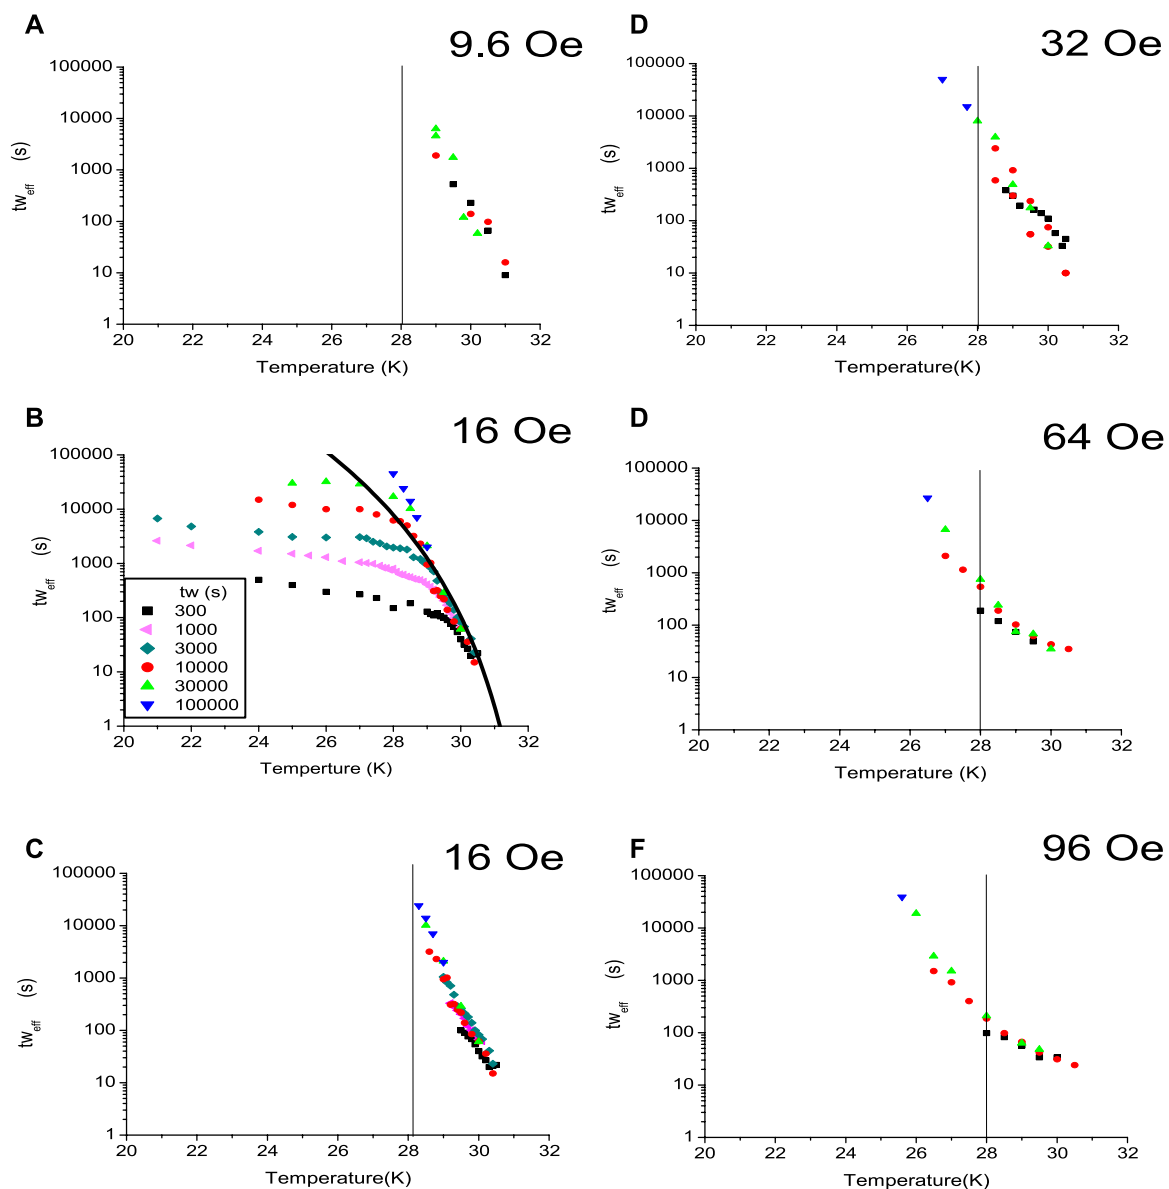 A
9.6 Oe
100000
10000
1000
100
10
1
tw_eff (s)
20 22 24 26 28 30 32
Temperature (K)
D
32 Oe
100000
10000
1000
100
10
1
tw_eff (s)
20 22 24 26 28 30 32
Temperature(K)
B
16 Oe
100000
10000
1000
100
10
1
tw_eff (s)
tw (s)
300
1000
3000
10000
30000
100000
20 22 24 26 28 30 32
Temperture (K)
D
64 Oe
100000
10000
1000
100
10
1
tw_eff (s)
20 22 24 26 28 30 32
Temperature (K)
C
16 Oe
100000
10000
1000
100
10
1
tw_eff (s)
20 22 24 26 28 30 32
Temperature(K)
F
96 Oe
100000
10000
1000
100
10
1
tw_eff (s)
20 22 24 26 28 30 32
Temperature(K)